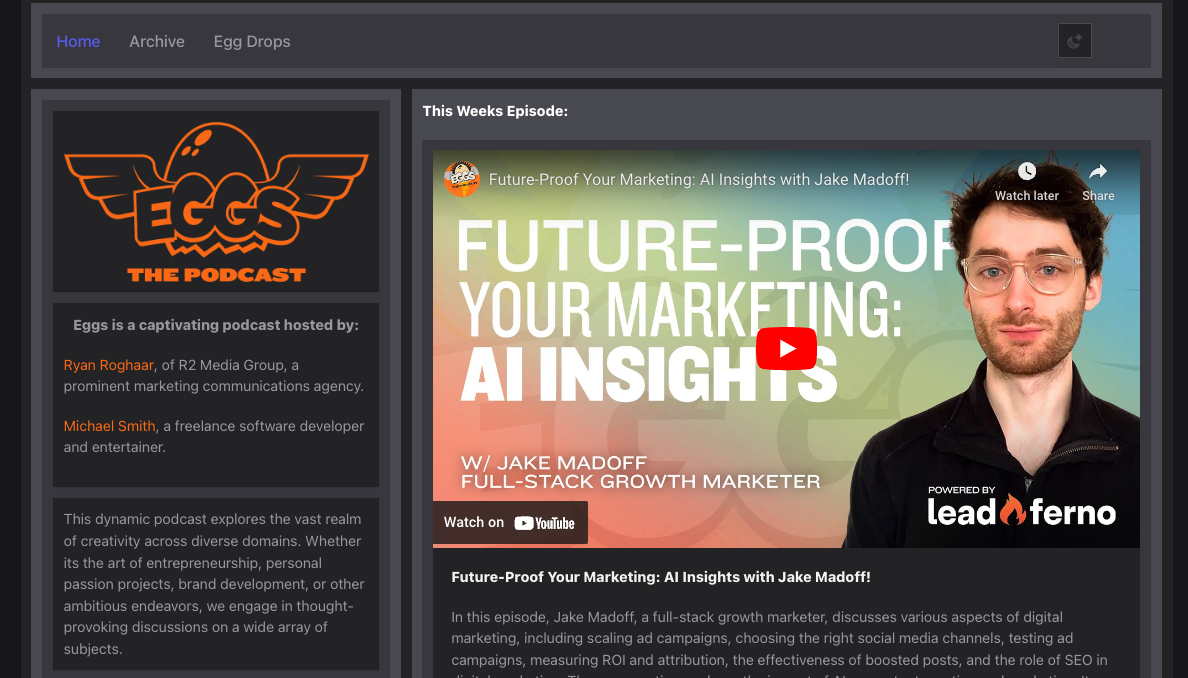 Home Archive Egg Drops
EGGS
THE PODCAST
Eggs is a captivating podcast hosted by:
Ryan Roghaar, of R2 Media Group, a
prominent marketing communications agency.
Michael Smith, a freelance software developer
and entertainer.
This dynamic podcast explores the vast realm
of creativity across diverse domains. Whether
its the art of entrepreneurship, personal
passion projects, brand development, or other
ambitious endeavors, we engage in thought-
provoking discussions on a wide array of
subjects.
This Weeks Episode:
EGGS
Future-Proof Your Marketing: AI Insights with Jake Madoff!
Watch later
Share
FUTURE-PROOF
YOUR MARKETING:
AI INSIGHTS
W/ JAKE MADOFF
FULL-STACK GROWTH MARKETER
POWERED BY
leadferno
Watch on YouTube
Future-Proof Your Marketing: AI Insights with Jake Madoff!
In this episode, Jake Madoff, a full-stack growth marketer, discusses various aspects of digital
marketing, including scaling ad campaigns, choosing the right social media channels, testing ad
campaigns, measuring ROI and attribution, the effectiveness of boosted posts, and the role of SEO in